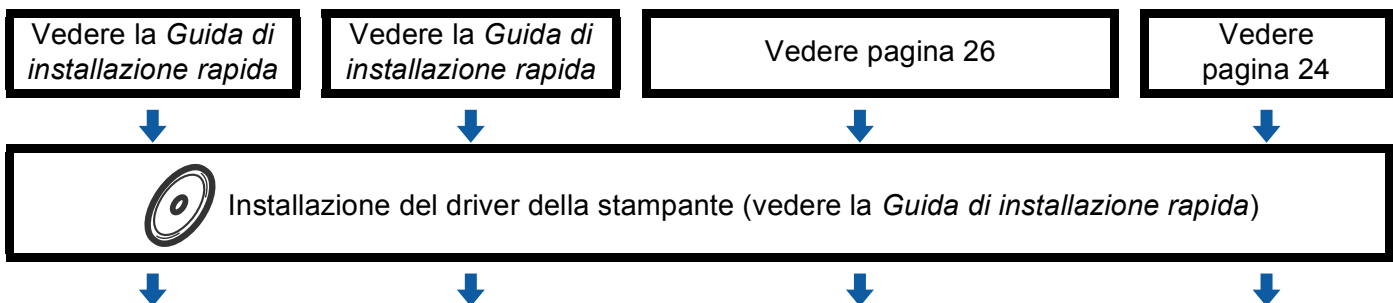 Vedere la Guida di
installazione rapida
Vedere la Guida di
installazione rapida
Vedere pagina 26
Vedere
pagina 24
Installazione del driver della stampante (vedere la Guida di installazione rapida)